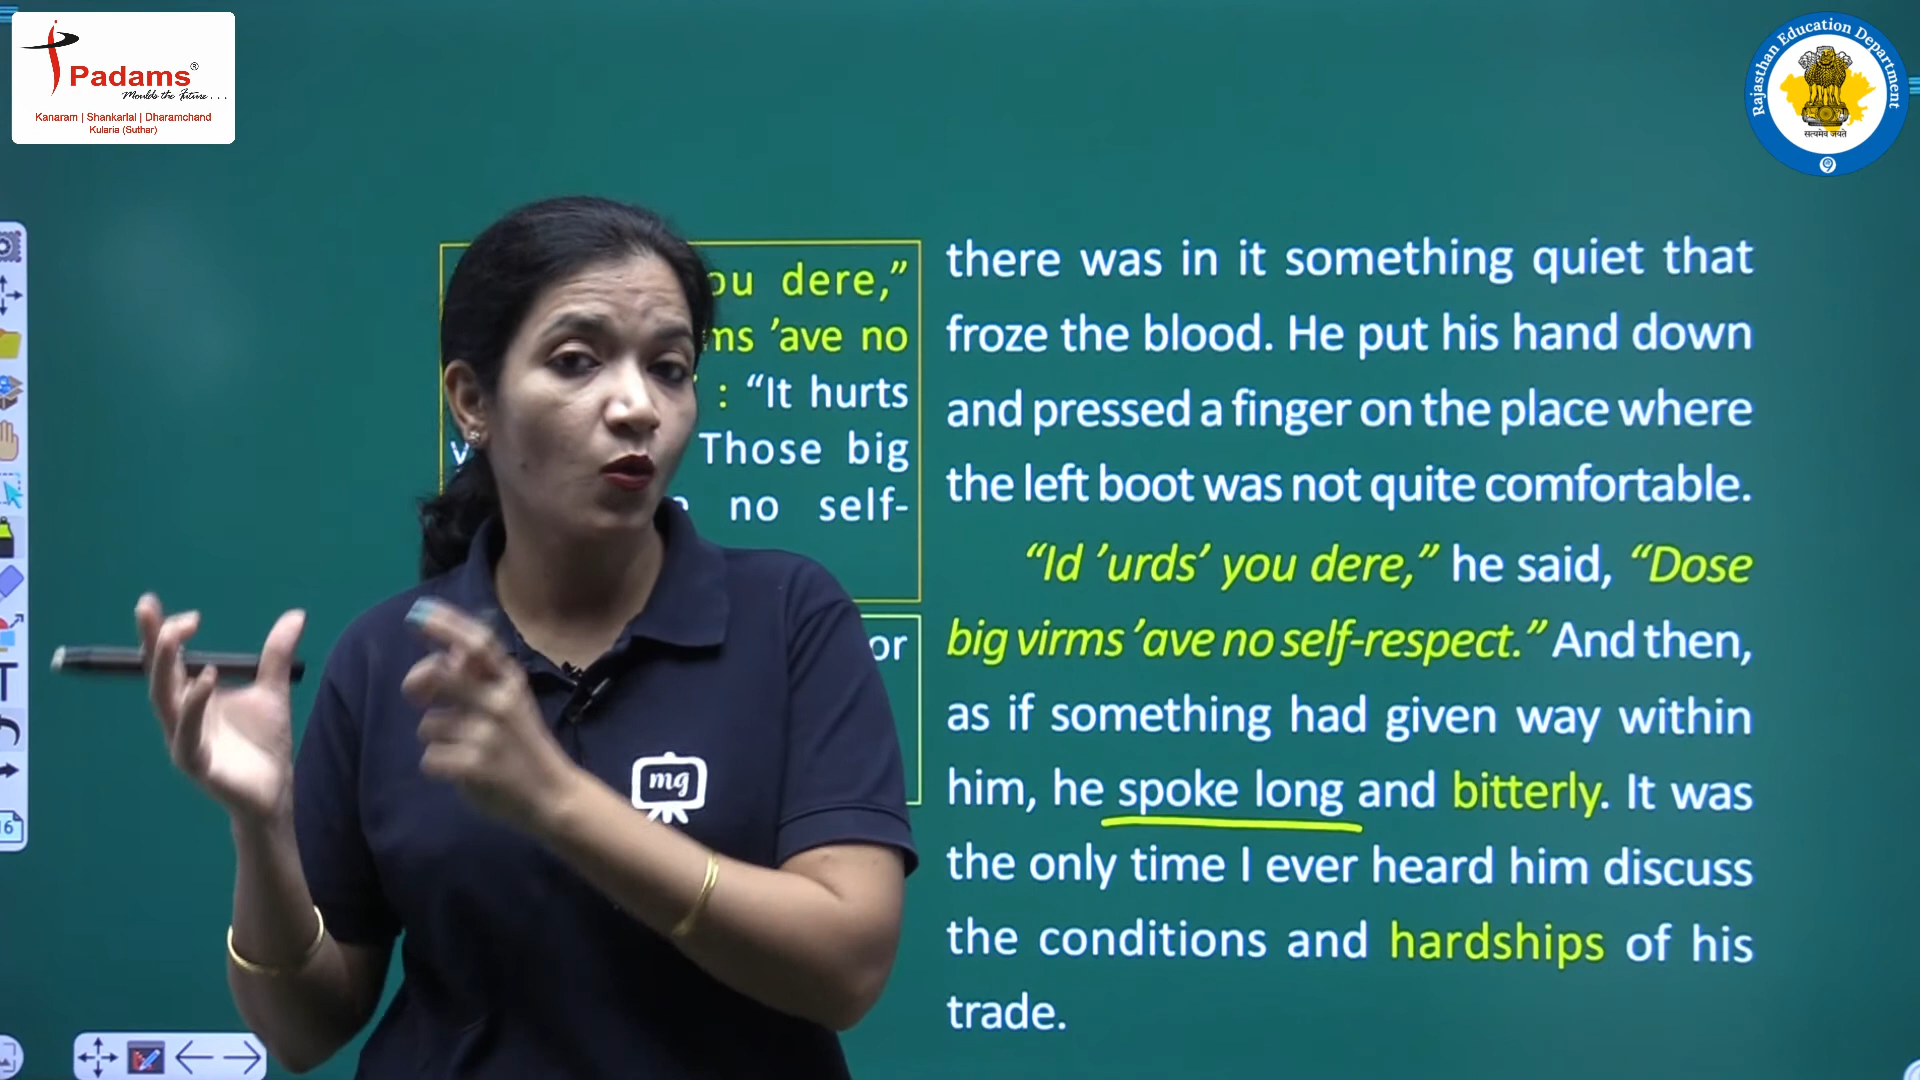 Padams®
Moulds the Future...
Kanaram | Shankarlal | Dharamchand
Kularia (Suthar)
Rajasthan Education Department
सत्यमेव जयते
ou dere,”
ms ’ave no
: “It hurts
Those big
no self-
or
there was in it something quiet that
froze the blood. He put his hand down
and pressed a finger on the place where
the left boot was not quite comfortable.
“Id ’urds’ you dere,” he said, “Dose
big virms ’ave no self-respect.” And then,
as if something had given way within
him, he spoke long and bitterly. It was
the only time I ever heard him discuss
the conditions and hardships of his
trade.
mg
16